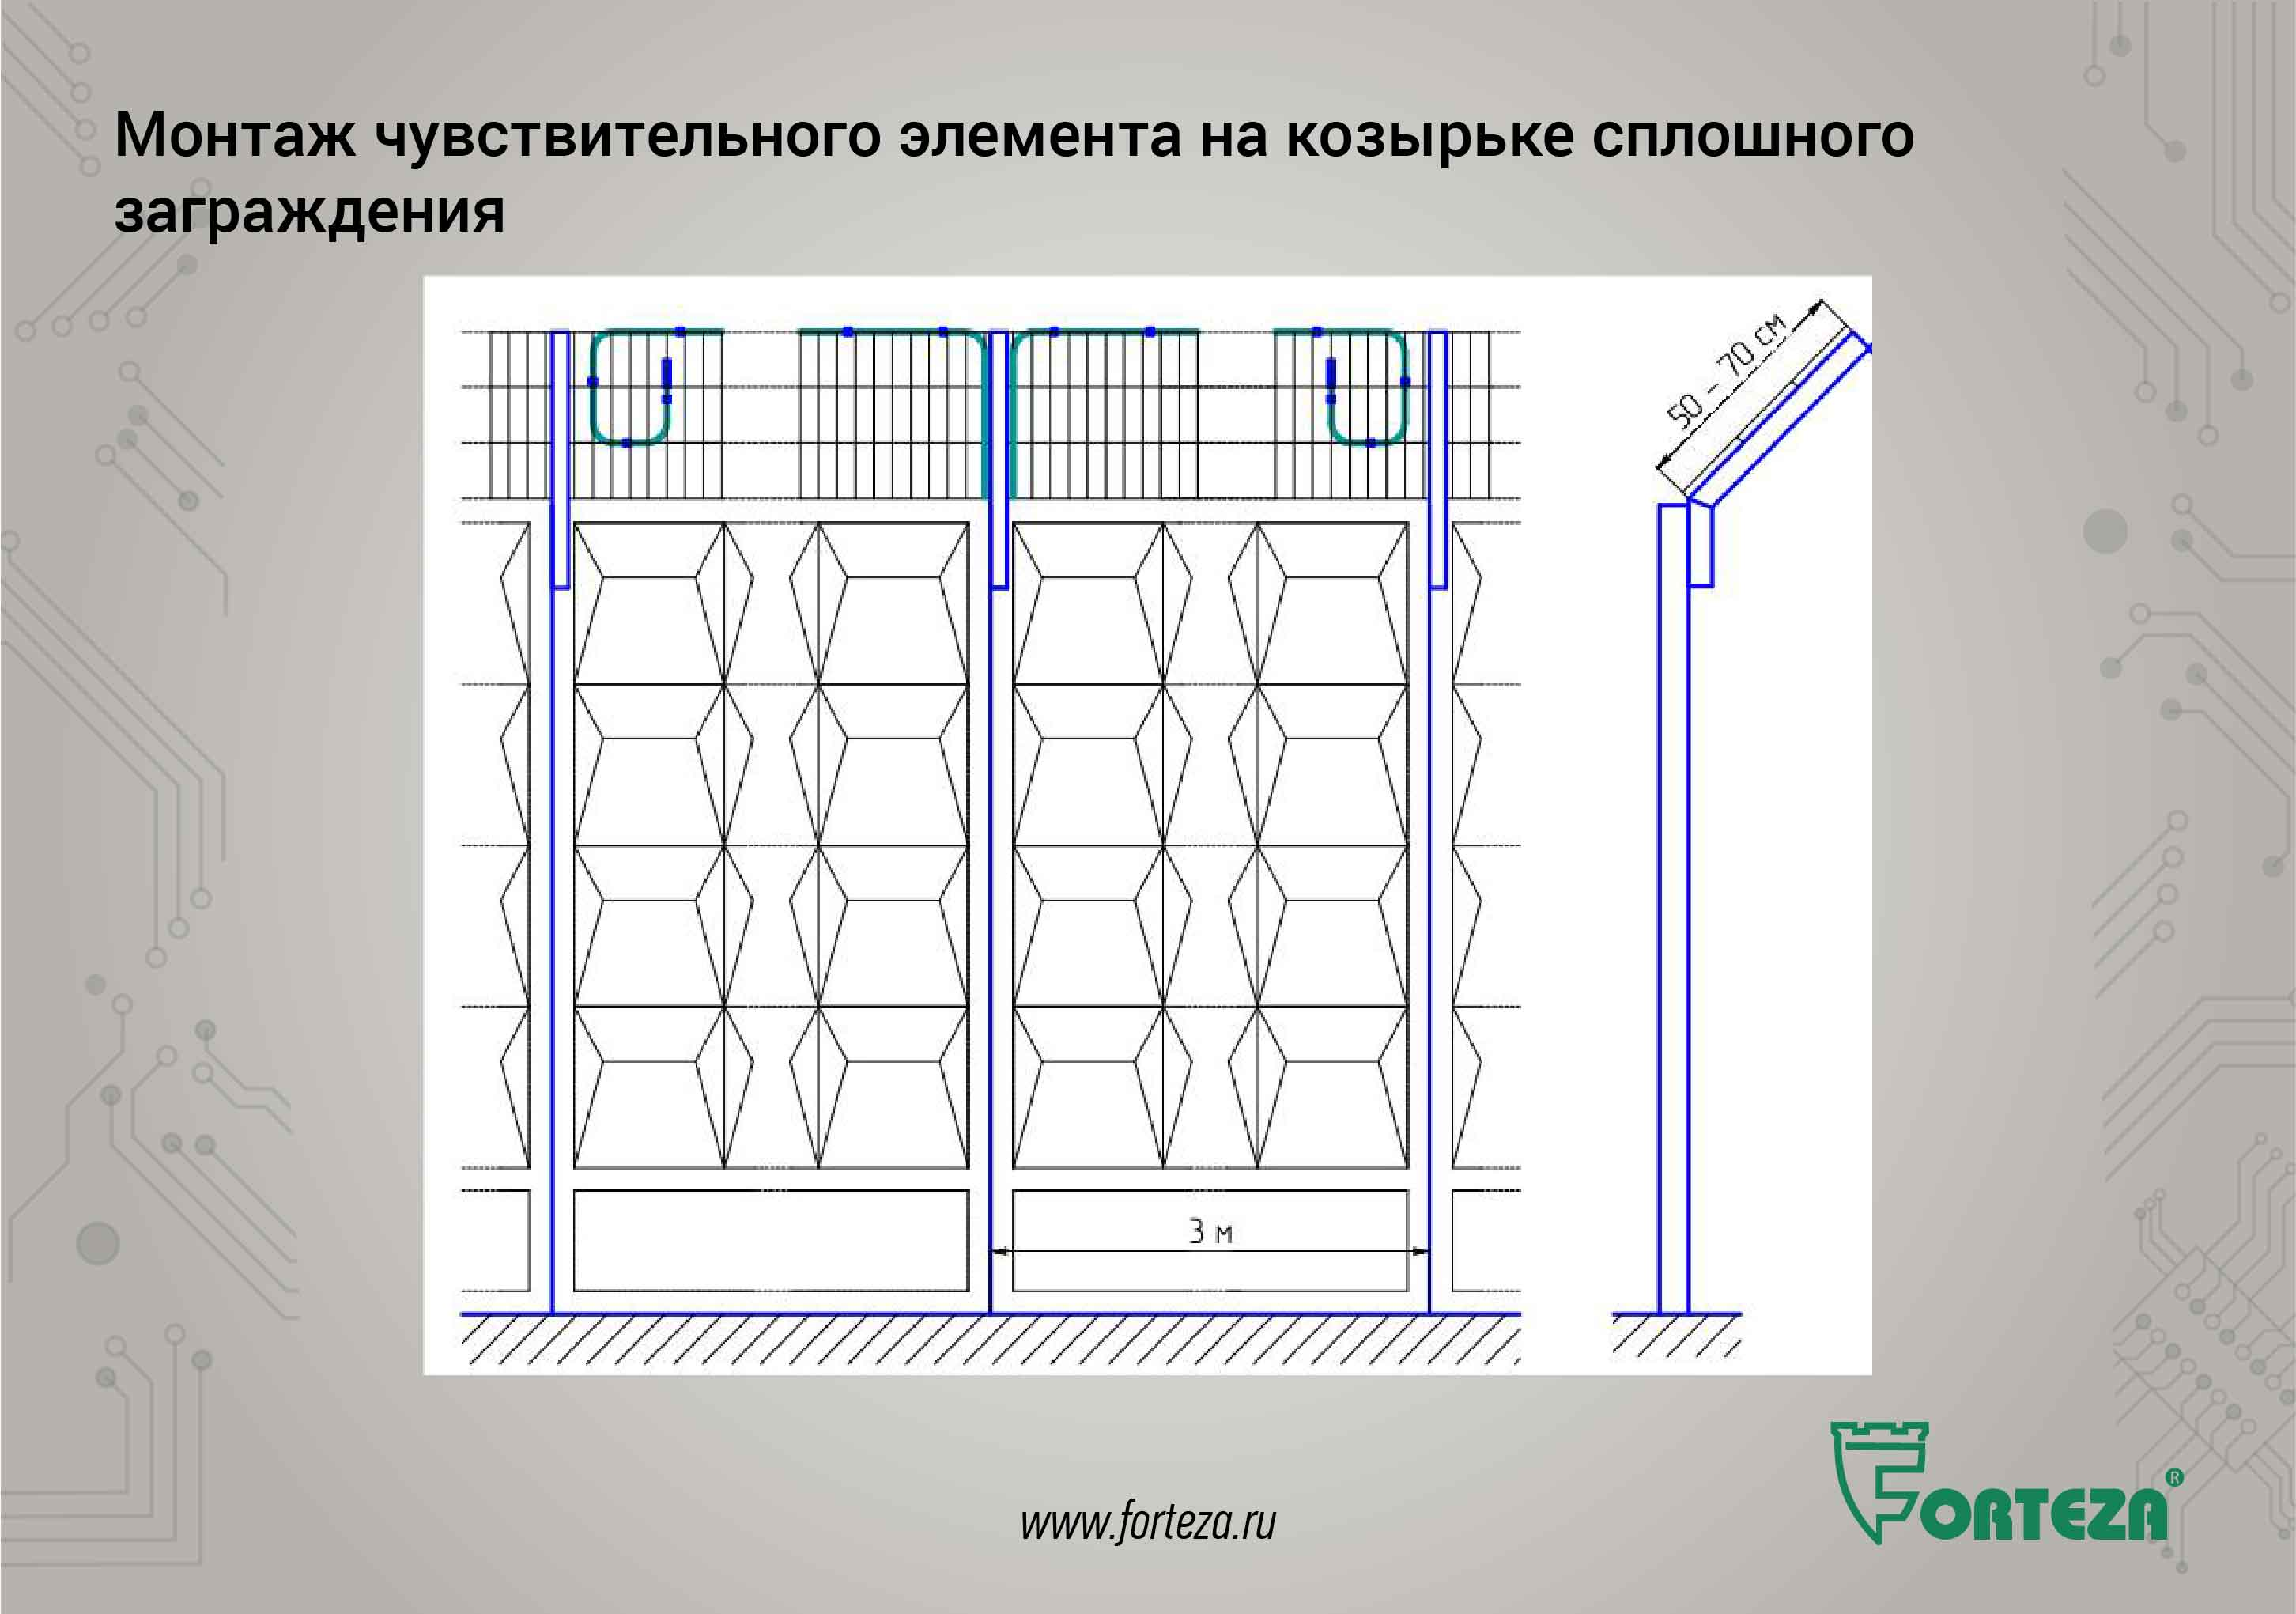 Монтаж чувствительного элемента на козырьке сплошного
заграждения
50 – 70 см
3 м
www.forteza.ru
FORTEZA®